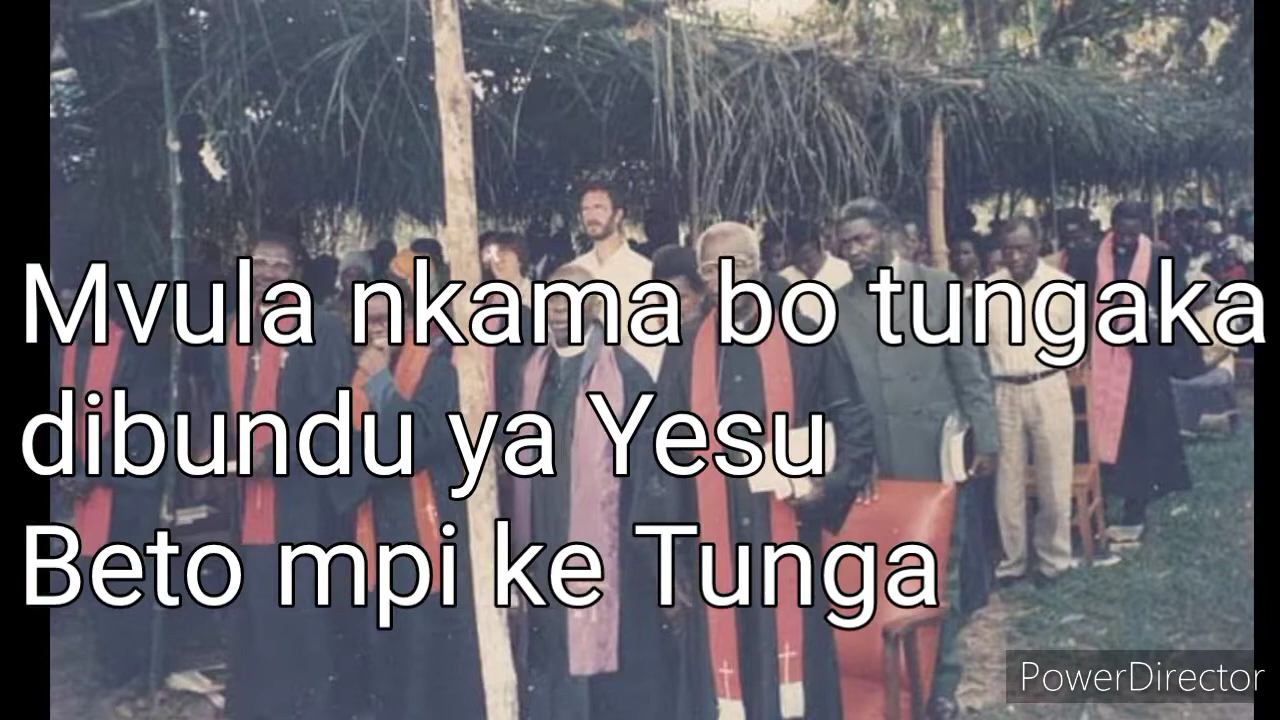 Mvula nkama bo tungaka
dibundu ya Yesu
Beto mpi ke Tunga
PowerDirector